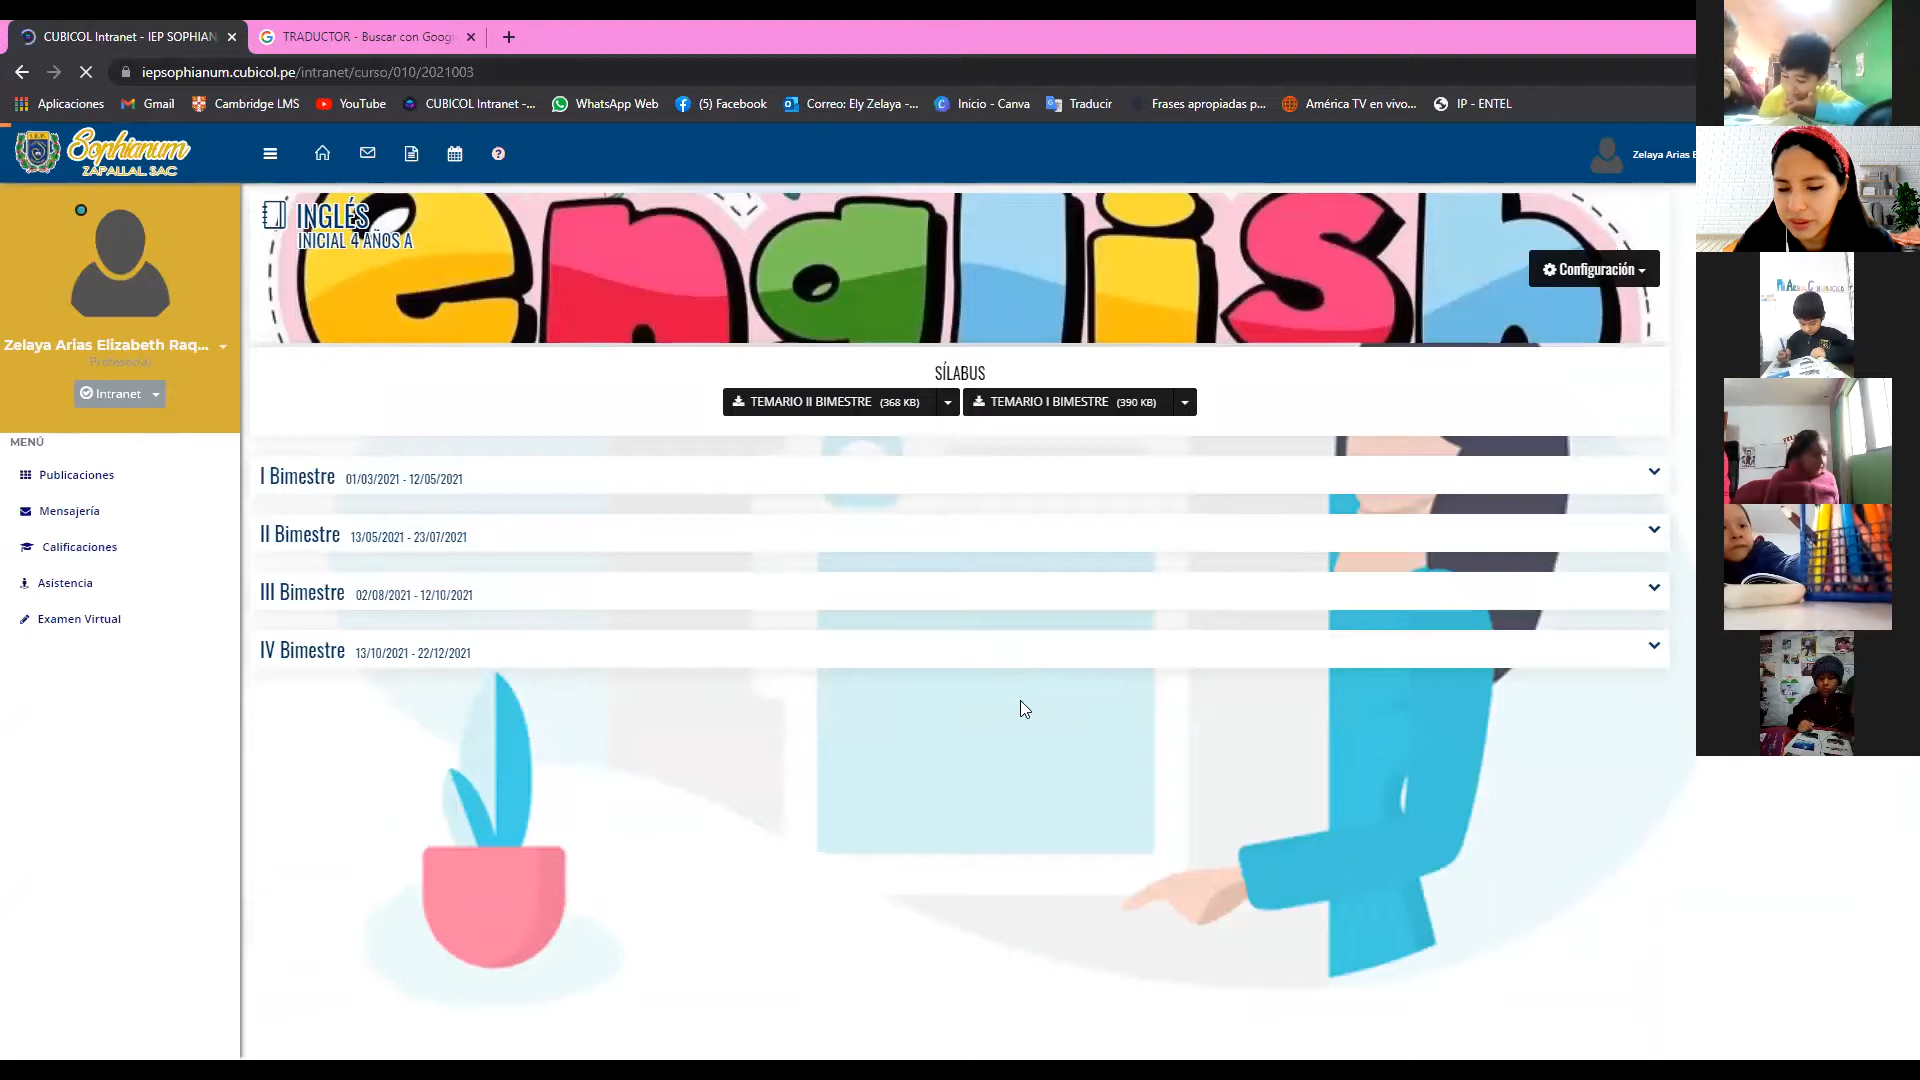 CUBICOL Intranet - IEP SOPHIAN
TRADUCTOR - Buscar con Googl
iepsophianum.cubicol.pe/intranet/curso/010/2021003
Aplicaciones
Gmail
Cambridge LMS
YouTube
CUBICOL Intranet -...
WhatsApp Web
(5) Facebook
Correo: Ely Zelaya -...
Inicio - Canva
Traducir
Frases apropiadas p...
América TV en vivo...
IP - ENTEL
Sophianum
ZAPALLAL SAC
Zelaya Arias E
English
INGLÉS
INICIAL 4 AÑOS A
Configuración
Zelaya Arias Elizabeth Raq...
Profesor(a)
Intranet
MENÚ
Publicaciones
Mensajería
Calificaciones
Asistencia
Examen Virtual
SÍLABUS
TEMARIO II BIMESTRE (368 KB)
TEMARIO I BIMESTRE (390 KB)
I Bimestre 01/03/2021 - 12/05/2021
II Bimestre 13/05/2021 - 23/07/2021
III Bimestre 02/08/2021 - 12/10/2021
IV Bimestre 13/10/2021 - 22/12/2021